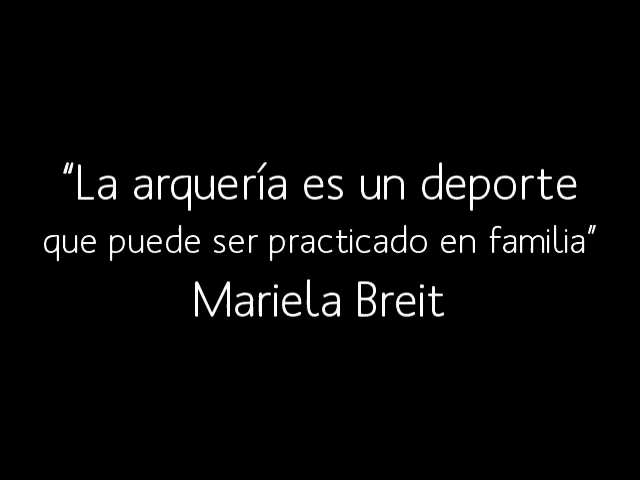 “La arquería es un deporte
que puede ser practicado en familia”
Mariela Breit